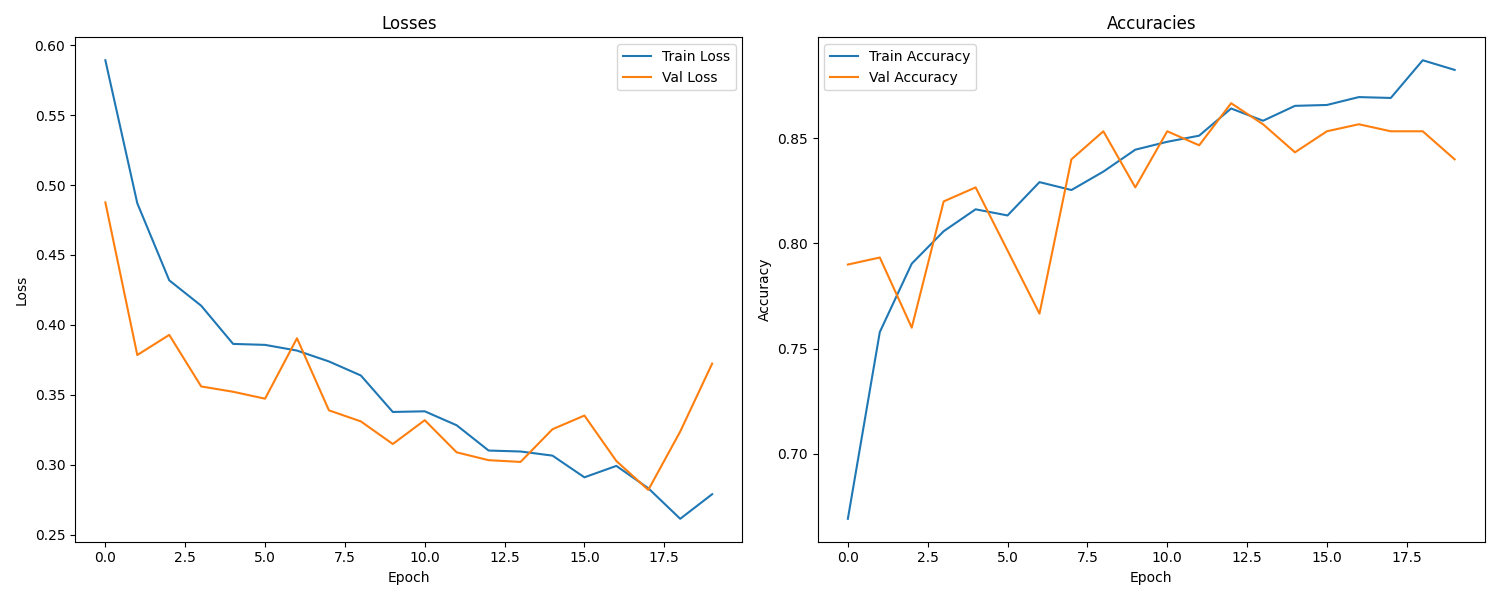 Losses
Train Loss
Val Loss
0.60
0.55
0.50
0.45
0.40
0.35
0.30
0.25
Loss
0.0 2.5 5.0 7.5 10.0 12.5 15.0 17.5
Epoch
Accuracies
Train Accuracy
Val Accuracy
0.85
0.80
0.75
0.70
Accuracy
0.0 2.5 5.0 7.5 10.0 12.5 15.0 17.5
Epoch